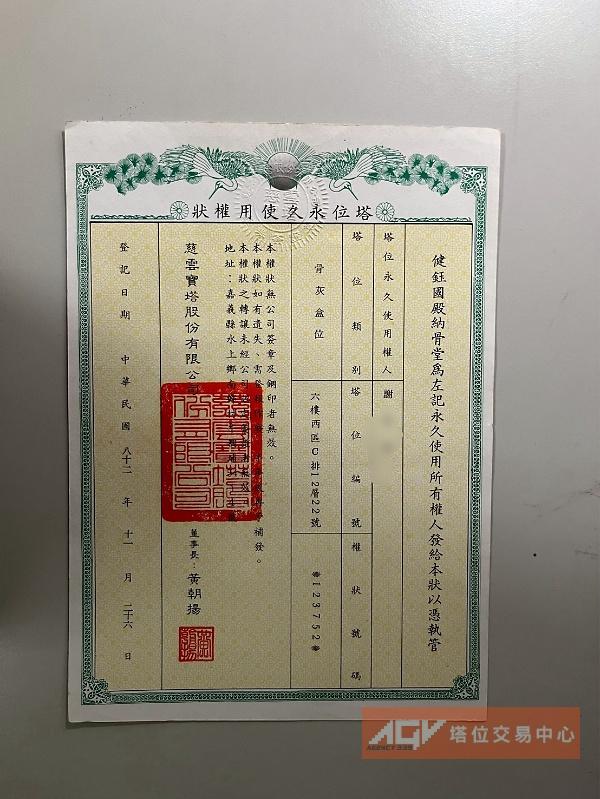 塔位永久使用權狀
健鈺國殿納骨堂為左記永久使用所有權人發給本狀以憑執管
塔位永久使用權人 謝
塔位類別 塔位編號 權狀號碼
骨灰盒位 六樓西區C排12層22號 ※123752※
本權狀無公司簽章及鋼印者無效。
本權狀如有遺失、需 補發。
本權狀之轉讓未經公司
地址:嘉義縣水上鄉
慈雲寶塔股份有限公司 董事長:黃朝揚
登記日期 中華民國 八十二 年 十一 月 二十六 日
AGV 塔位交易中心
AGENCY 339